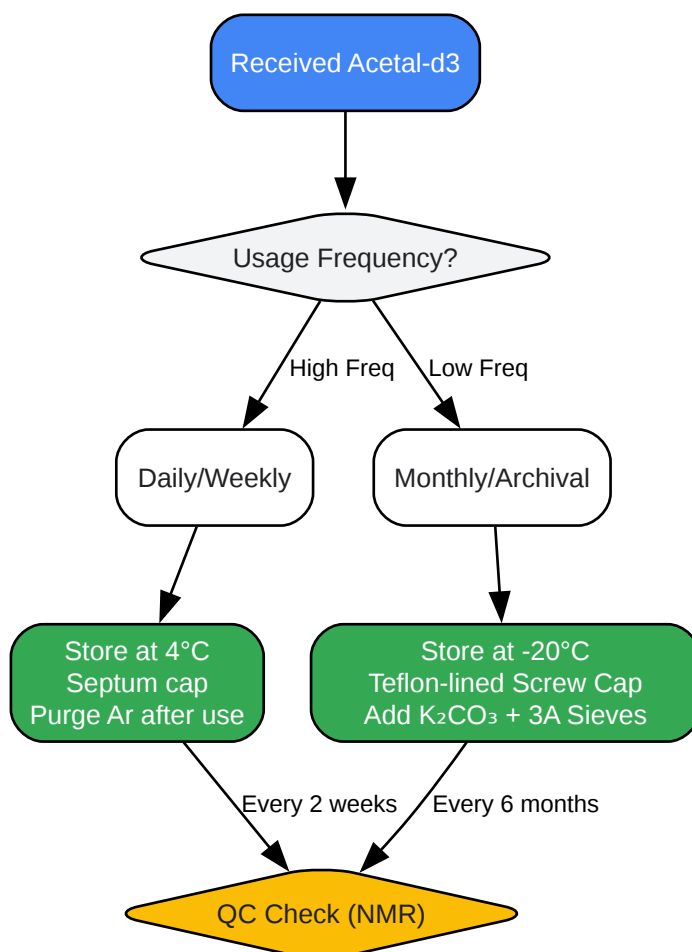 Received Acetal-d3
Usage Frequency?
High Freq
Low Freq
Daily/Weekly
Monthly/Archival
Store at 4°C
Septum cap
Purge Ar after use
Store at -20°C
Teflon-lined Screw Cap
Add K₂CO₃ + 3A Sieves
Every 2 weeks
Every 6 months
QC Check (NMR)